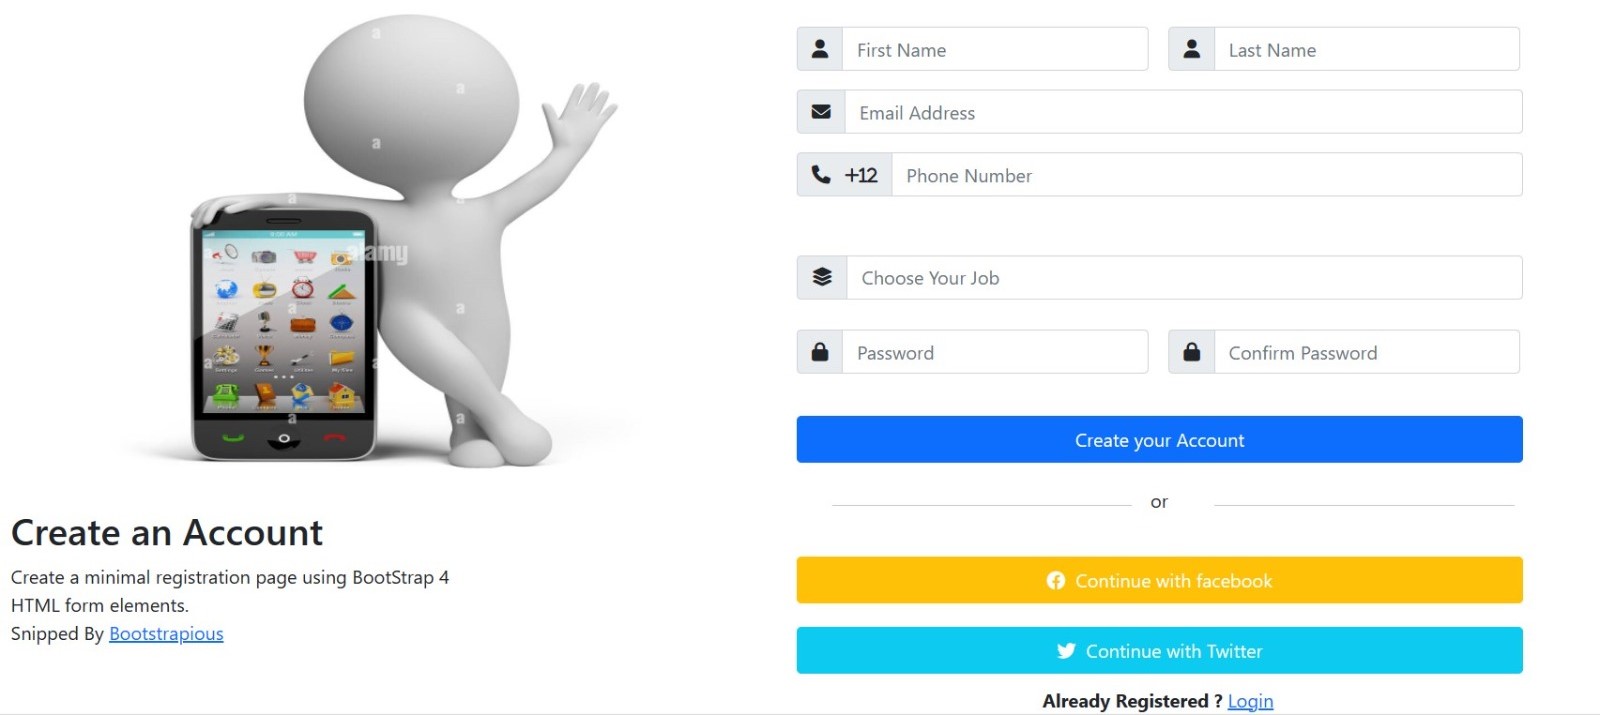 alamy
a
a
a
a
a
a
a
a
a
a
Create an Account
Create a minimal registration page using BootStrap 4
HTML form elements.
Snipped By Bootstrapious
First Name
Last Name
Email Address
+12
Phone Number
Choose Your Job
Password
Confirm Password
Create your Account
or
Continue with facebook
Continue with Twitter
Already Registered ? Login